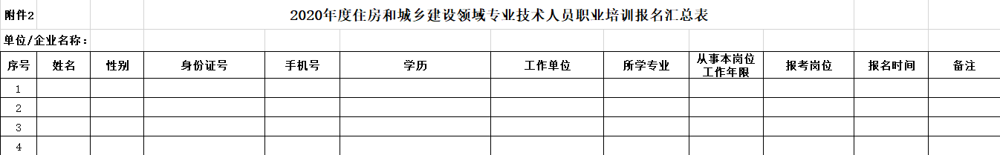 附件2
2020年度住房和城乡建设领域专业技术人员职业培训报名汇总表
单位/企业名称：
序号 姓名 性别 身份证号 手机号 学历 工作单位 所学专业 从事本岗位工作年限 报考岗位 报名时间 备注
1
2
3
4